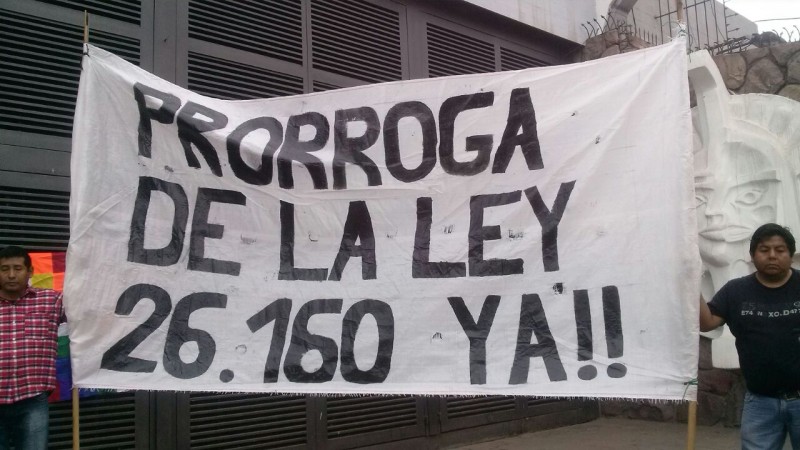 PRORROGA
DE LA LEY
26.160 YA!!